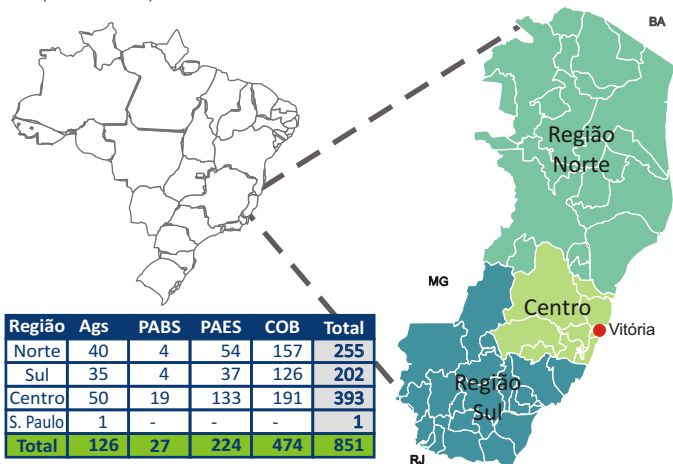 BA
Região
Norte
MG
Centro
Vitória
Região
Sul
RJ
Região Ags PABS PAES COB Total
Norte 40 4 54 157 255
Sul 35 4 37 126 202
Centro 50 19 133 191 393
S. Paulo 1 - - - 1
Total 126 27 224 474 851